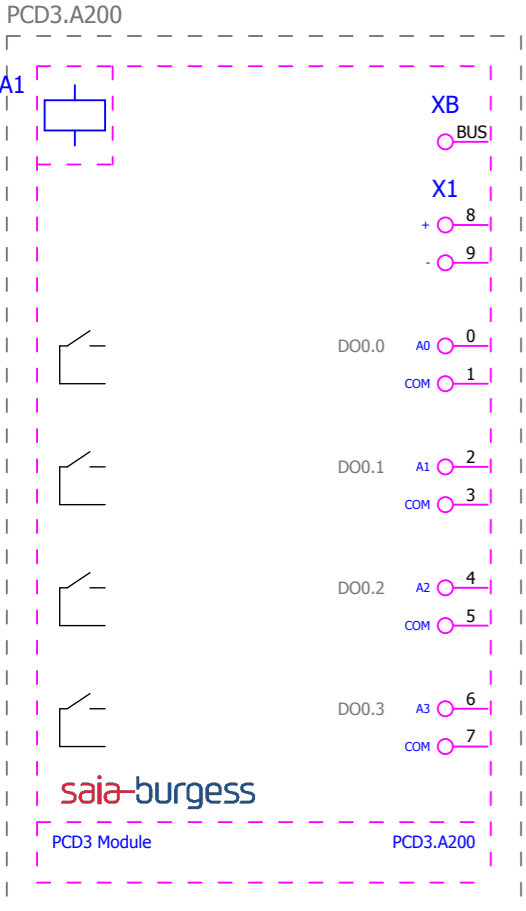 PCD3.A200
A1
XB
BUS
X1
+ 8
- 9
DO0.0 A0 0
COM 1
DO0.1 A1 2
COM 3
DO0.2 A2 4
COM 5
DO0.3 A3 6
COM 7
saia-burgess
PCD3 Module PCD3.A200